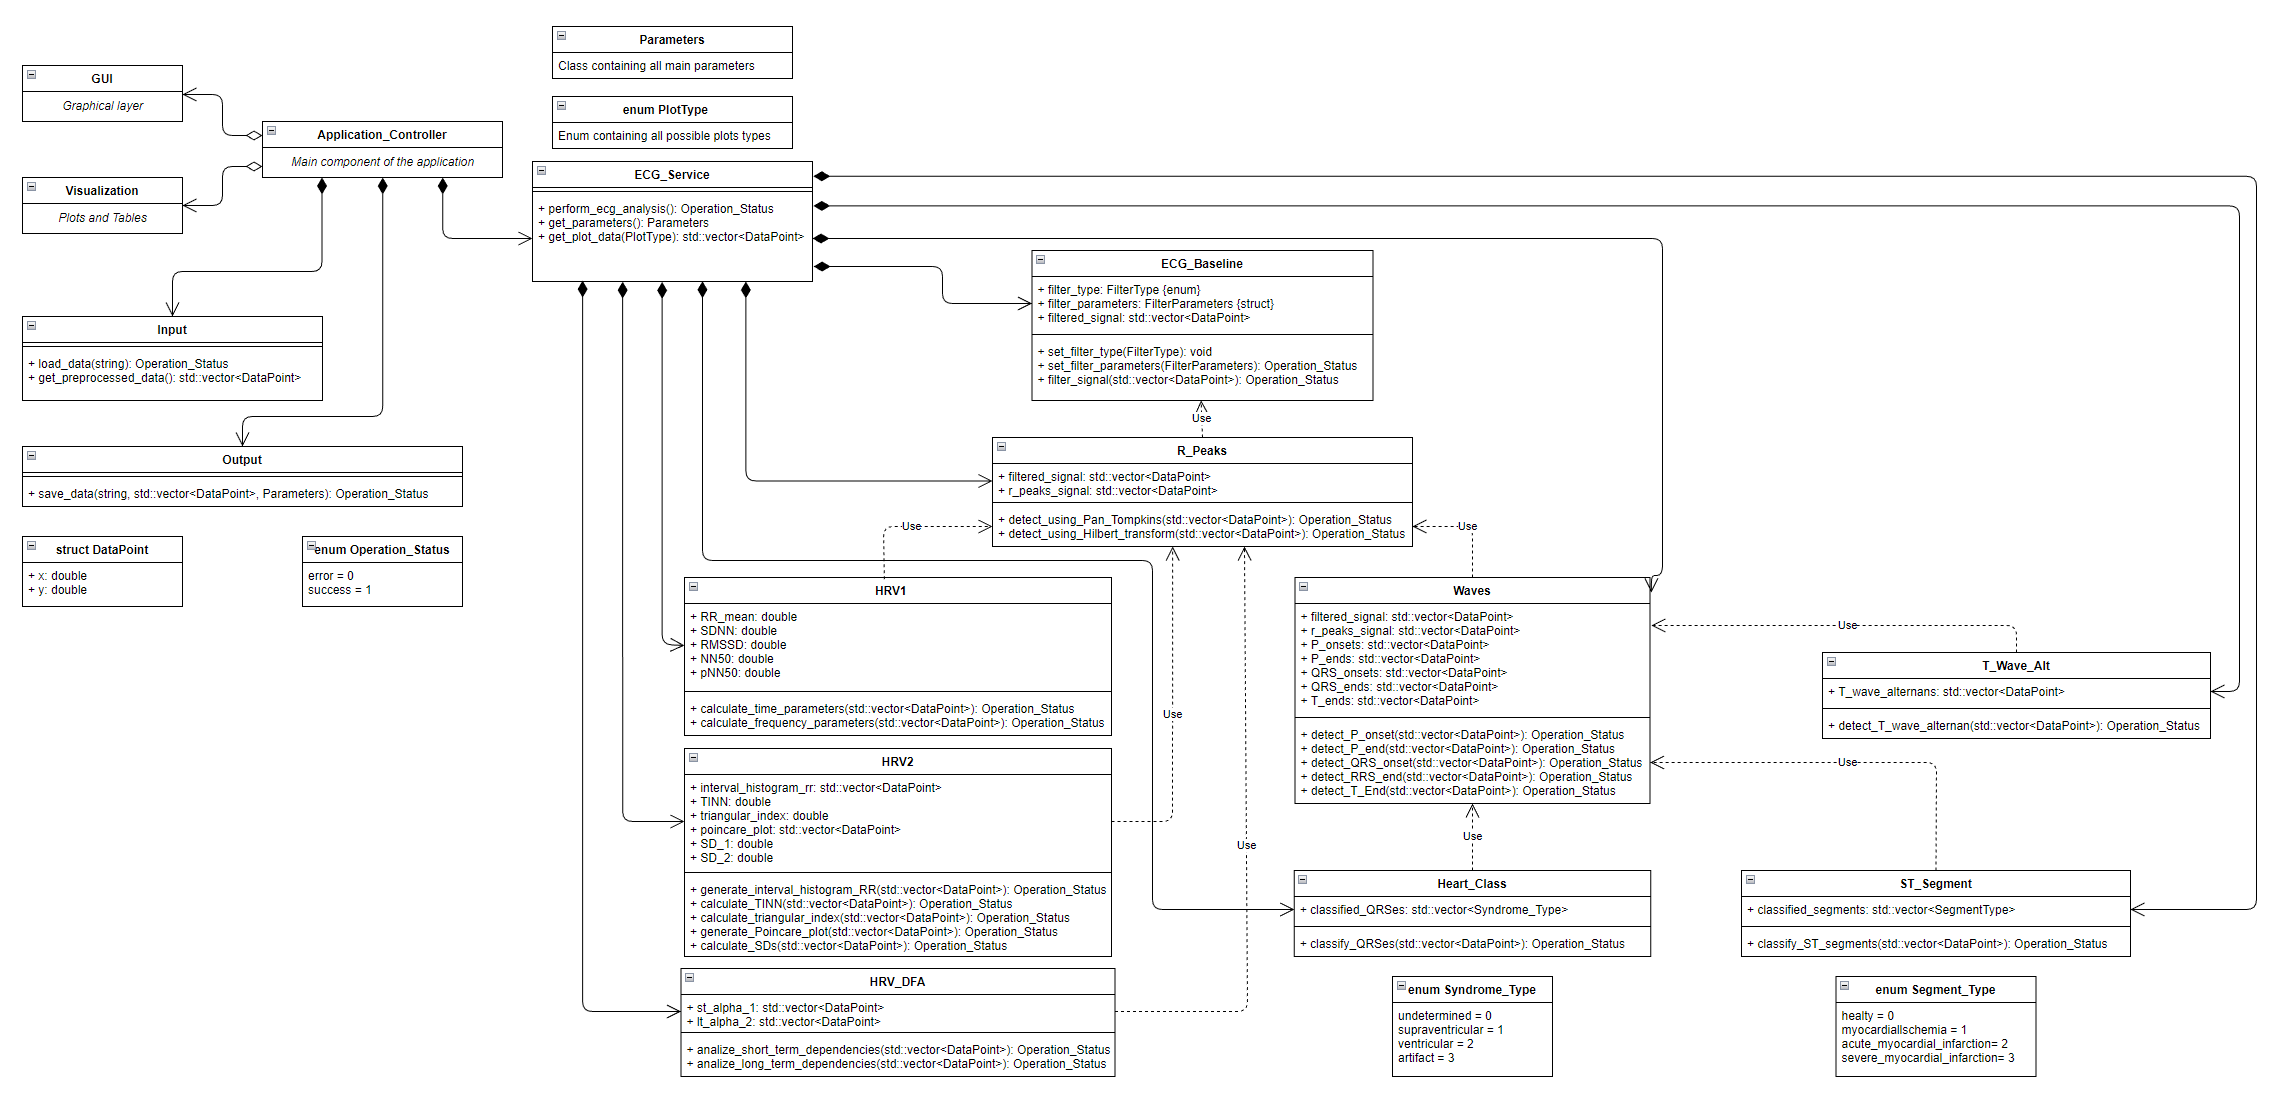 Parameters
Class containing all main parameters
GUI
Graphical layer
enum PlotType
Enum containing all possible plots types
Application_Controller
Main component of the application
Visualization
Plots and Tables
ECG_Service
+ perform_ecg_analysis(): Operation_Status
+ get_parameters(): Parameters
+ get_plot_data(PlotType): std::vector<DataPoint>
ECG_Baseline
+ filter_type: FilterType {enum}
+ filter_parameters: FilterParameters {struct}
+ filtered_signal: std::vector<DataPoint>
+ set_filter_type(FilterType): void
+ set_filter_parameters(FilterParameters): Operation_Status
+ filter_signal(std::vector<DataPoint>): Operation_Status
Input
+ load_data(string): Operation_Status
+ get_preprocessed_data(): std::vector<DataPoint>
Use
Output
+ save_data(string, std::vector<DataPoint>, Parameters): Operation_Status
R_Peaks
+ filtered_signal: std::vector<DataPoint>
+ r_peaks_signal: std::vector<DataPoint>
+ detect_using_Pan_Tompkins(std::vector<DataPoint>): Operation_Status
+ detect_using_Hilbert_transform(std::vector<DataPoint>): Operation_Status
Use
Use
struct DataPoint
+ x: double
+ y: double
enum Operation_Status
error = 0
success = 1
HRV1
+ RR_mean: double
+ SDNN: double
+ RMSSD: double
+ NN50: double
+ pNN50: double
+ calculate_time_parameters(std::vector<DataPoint>): Operation_Status
+ calculate_frequency_parameters(std::vector<DataPoint>): Operation_Status
Use
Waves
+ filtered_signal: std::vector<DataPoint>
+ r_peaks_signal: std::vector<DataPoint>
+ P_onsets: std::vector<DataPoint>
+ P_ends: std::vector<DataPoint>
+ QRS_onsets: std::vector<DataPoint>
+ QRS_ends: std::vector<DataPoint>
+ T_ends: std::vector<DataPoint>
+ detect_P_onset(std::vector<DataPoint>): Operation_Status
+ detect_P_end(std::vector<DataPoint>): Operation_Status
+ detect_QRS_onset(std::vector<DataPoint>): Operation_Status
+ detect_RRS_end(std::vector<DataPoint>): Operation_Status
+ detect_T_End(std::vector<DataPoint>): Operation_Status
Use
T_Wave_Alt
+ T_wave_alternans: std::vector<DataPoint>
+ detect_T_wave_alternan(std::vector<DataPoint>): Operation_Status
Use
HRV2
+ interval_histogram_rr: std::vector<DataPoint>
+ TINN: double
+ triangular_index: double
+ poincare_plot: std::vector<DataPoint>
+ SD_1: double
+ SD_2: double
+ generate_interval_histogram_RR(std::vector<DataPoint>): Operation_Status
+ calculate_TINN(std::vector<DataPoint>): Operation_Status
+ calculate_triangular_index(std::vector<DataPoint>): Operation_Status
+ generate_Poincare_plot(std::vector<DataPoint>): Operation_Status
+ calculate_SDs(std::vector<DataPoint>): Operation_Status
Use
Use
Heart_Class
+ classified_QRSes: std::vector<Syndrome_Type>
+ classify_QRSes(std::vector<DataPoint>): Operation_Status
ST_Segment
+ classified_segments: std::vector<SegmentType>
+ classify_ST_segments(std::vector<DataPoint>): Operation_Status
HRV_DFA
+ st_alpha_1: std::vector<DataPoint>
+ lt_alpha_2: std::vector<DataPoint>
+ analize_short_term_dependencies(std::vector<DataPoint>): Operation_Status
+ analize_long_term_dependencies(std::vector<DataPoint>): Operation_Status
enum Syndrome_Type
undetermined = 0
supraventricular = 1
ventricular = 2
artifact = 3
enum Segment_Type
healty = 0
myocardialIschemia = 1
acute_myocardial_infarction= 2
severe_myocardial_infarction= 3